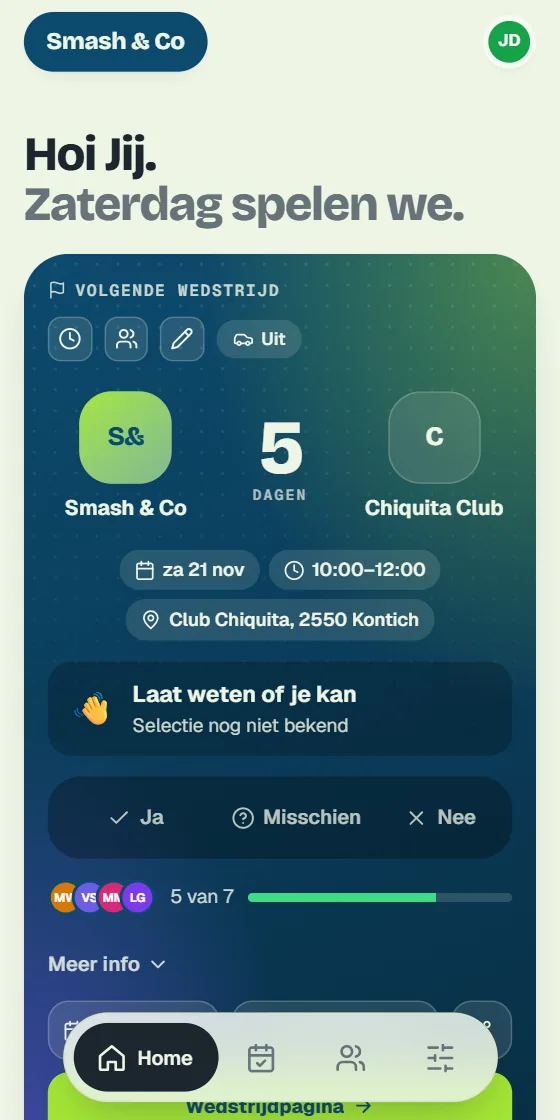 Smash & Co
JD
Hoi Jij.
Zaterdag spelen we.
VOLGENDE WEDSTRIJD
Uit
S&
5
C
DAGEN
Smash & Co
Chiquita Club
za 21 nov
10:00–12:00
Club Chiquita, 2550 Kontich
Laat weten of je kan
Selectie nog niet bekend
Ja
Misschien
Nee
VS
LG
5 van 7
Meer info
Home
Wedstrijdpagina →